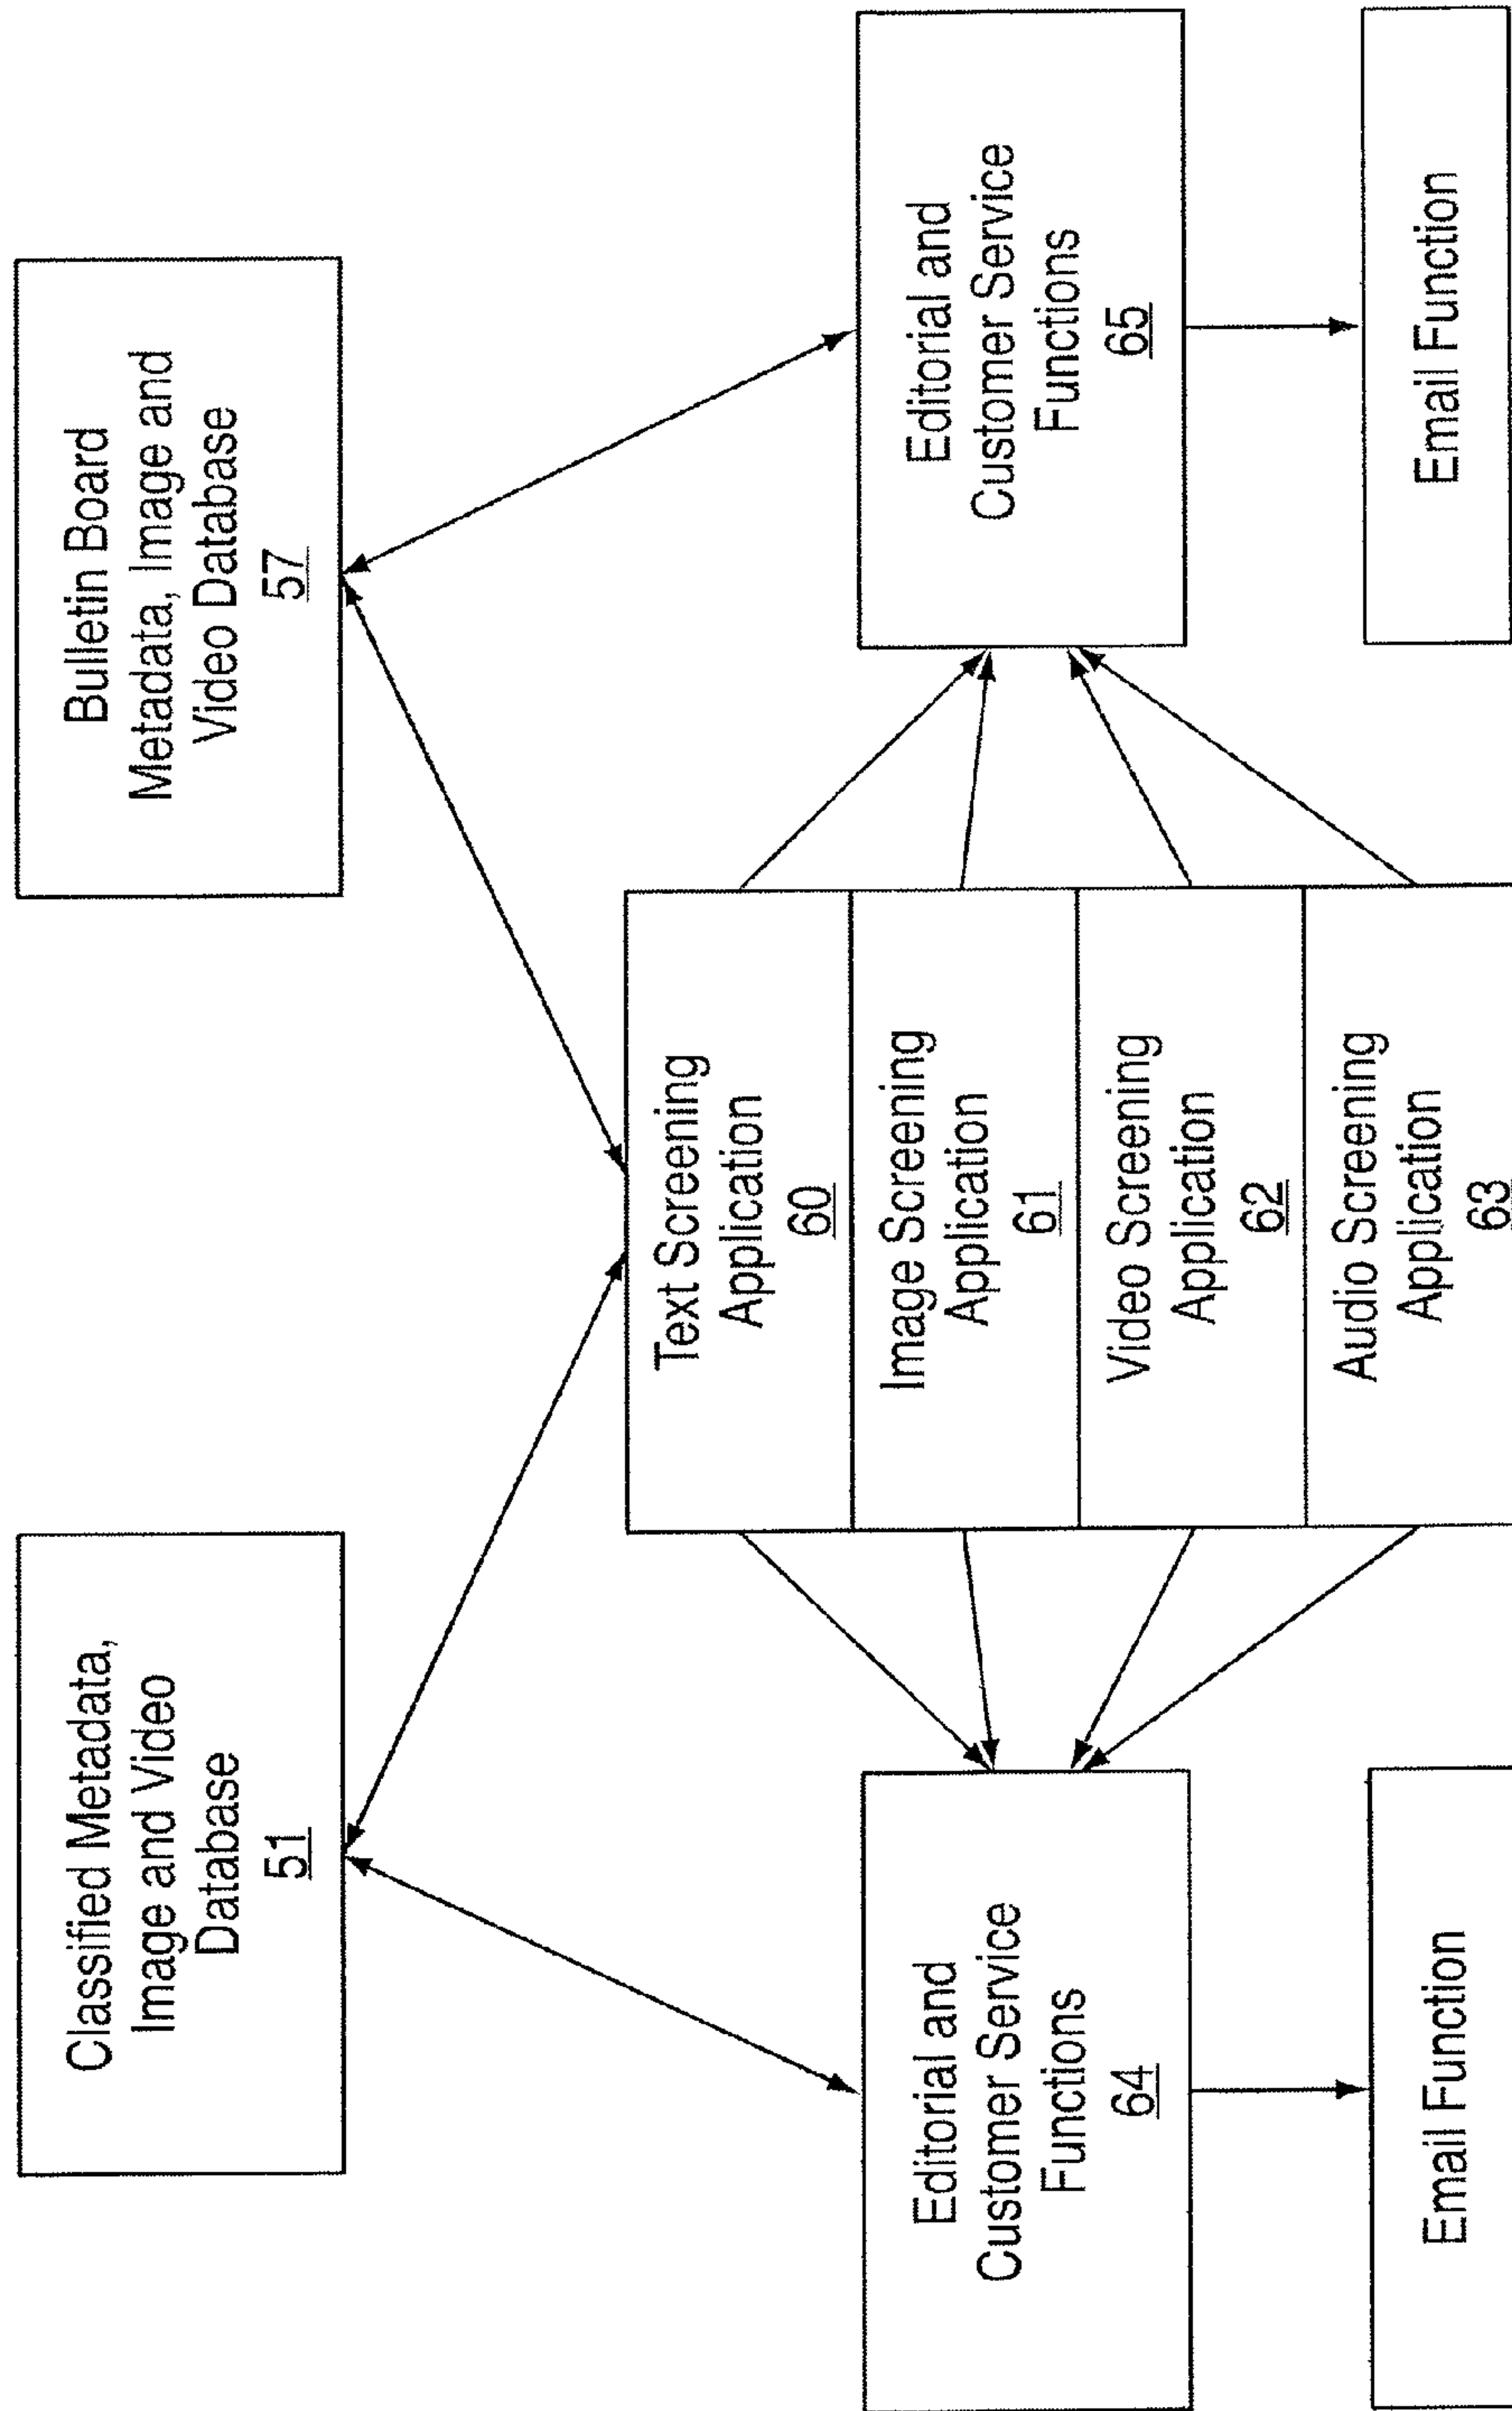 Classified Metadata,
Image and Video
Database
51
Bulletin Board
Metadata, Image and
Video Database
57
Text Screening
Application
60
Image Screening
Application
61
Video Screening
Application
62
Audio Screening
Application
63
Editorial and
Customer Service
Functions
64
Editorial and
Customer Service
Functions
65
Email Function
Email Function